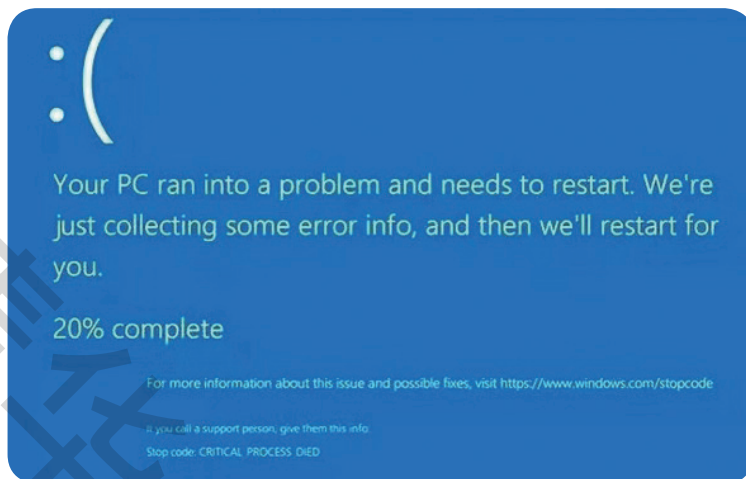 :(
Your PC ran into a problem and needs to restart. We're
just collecting some error info, and then we'll restart for
you.
20% complete
For more information about this issue and possible fixes, visit https://www.windows.com/stopcode
If you call a support person, give them this info:
Stop code: CRITICAL PROCESS DIED